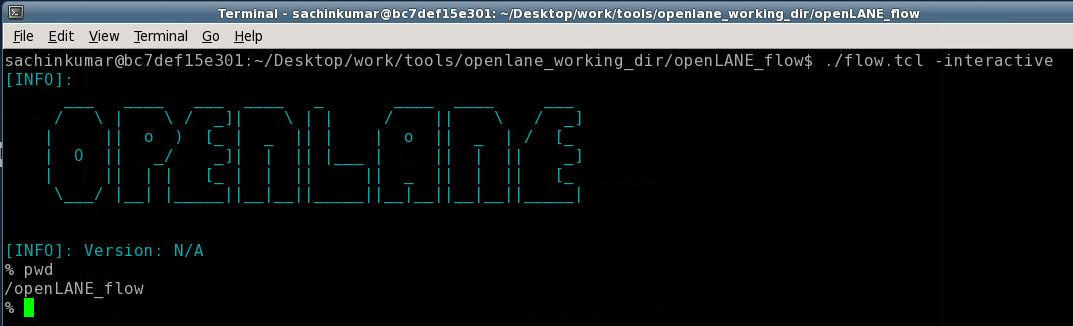 Terminal - sachinkumar@bc7def15e301: ~/Desktop/work/tools/openlane_working_dir/openLANE_flow
File Edit View Terminal Go Help
sachinkumar@bc7def15e301:~/Desktop/work/tools/openlane_working_dir/openLANE_flow$ ./flow.tcl -interactive
[INFO]:
OPENLANE
[INFO]: Version: N/A
% pwd
/openLANE_flow
%